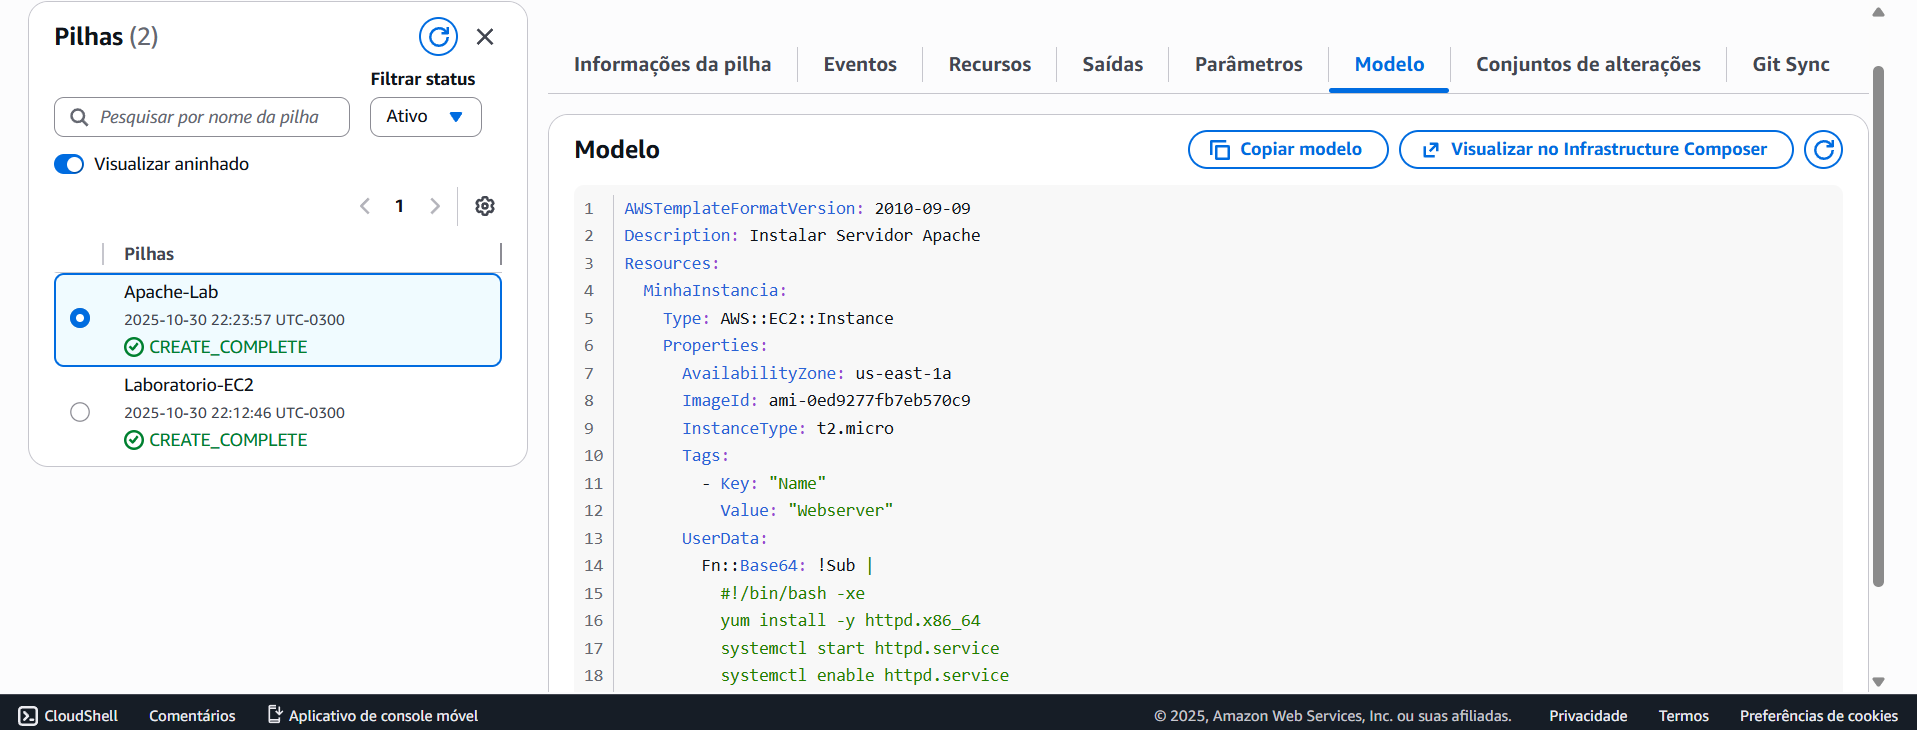 Pilhas (2)
Filtrar status
Pesquisar por nome da pilha
Ativo
Visualizar aninhado
1
Pilhas
Apache-Lab
2025-10-30 22:23:57 UTC-0300
CREATE_COMPLETE
Laboratorio-EC2
2025-10-30 22:12:46 UTC-0300
CREATE_COMPLETE
Informações da pilha Eventos Recursos Saídas Parâmetros Modelo Conjuntos de alterações Git Sync
Modelo
Copiar modelo Visualizar no Infrastructure Composer
1 AWSTemplateFormatVersion: 2010-09-09
2 Description: Instalar Servidor Apache
3 Resources:
4 MinhaInstancia:
5 Type: AWS::EC2::Instance
6 Properties:
7 AvailabilityZone: us-east-1a
8 ImageId: ami-0ed9277fb7eb570c9
9 InstanceType: t2.micro
10 Tags:
11 - Key: "Name"
12 Value: "Webserver"
13 UserData:
14 Fn::Base64: !Sub |
15 #!/bin/bash -xe
16 yum install -y httpd.x86_64
17 systemctl start httpd.service
18 systemctl enable httpd.service
CloudShell Comentários Aplicativo de console móvel © 2025, Amazon Web Services, Inc. ou suas afiliadas. Privacidade Termos Preferências de cookies